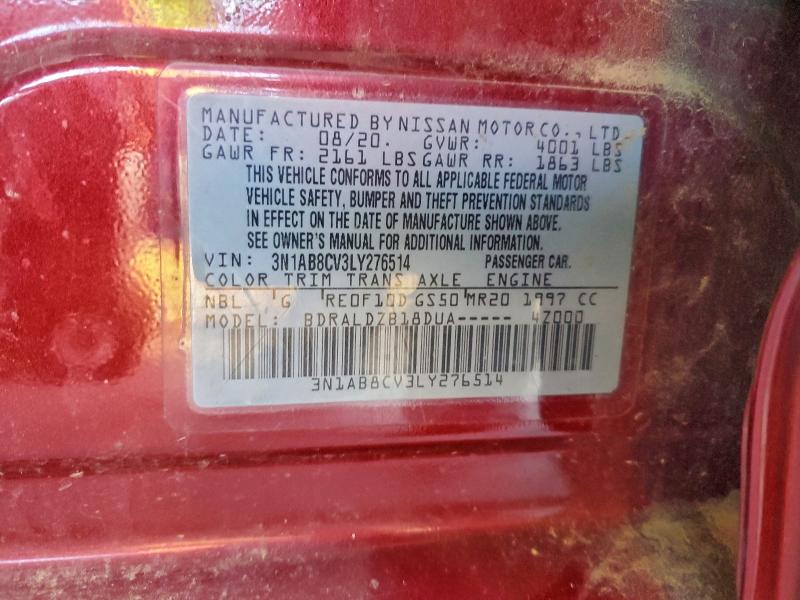 MANUFACTURED BY NISSAN MOTOR CO., LTD.
DATE: 08/20. GVWR: 4001 LBS
GAWR FR: 2161 LBS GAWR RR: 1863 LBS
THIS VEHICLE CONFORMS TO ALL APPLICABLE FEDERAL MOTOR
VEHICLE SAFETY, BUMPER AND THEFT PREVENTION STANDARDS
IN EFFECT ON THE DATE OF MANUFACTURE SHOWN ABOVE.
SEE OWNER'S MANUAL FOR ADDITIONAL INFORMATION.
VIN: 3N1AB8CV3LY276514 PASSENGER CAR.
COLOR TRIM TRANS AXLE ENGINE
NBL G RE0F10D GS50 MR20 1997 CC
MODEL: BDRALDZB18DUA----- 4Z000
3N1AB8CV3LY276514